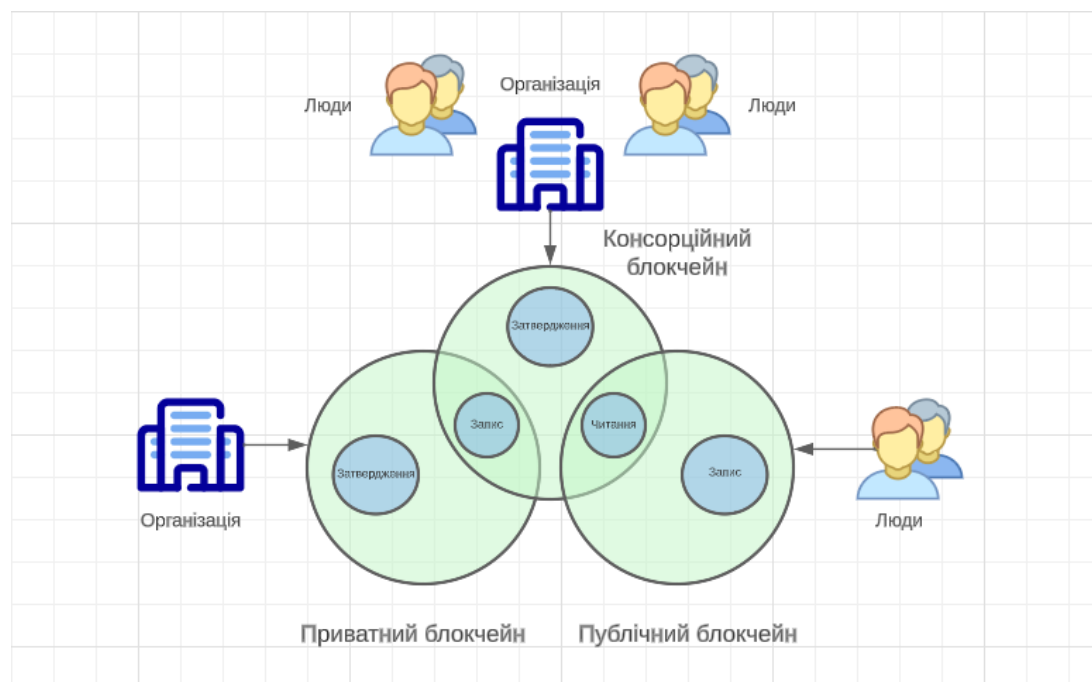 Організація
Люди
Люди
Консорційний
блокчейн
Затвердження
Запис
Читання
Затвердження
Запис
Організація
Люди
Приватний блокчейн
Публічний блокчейн